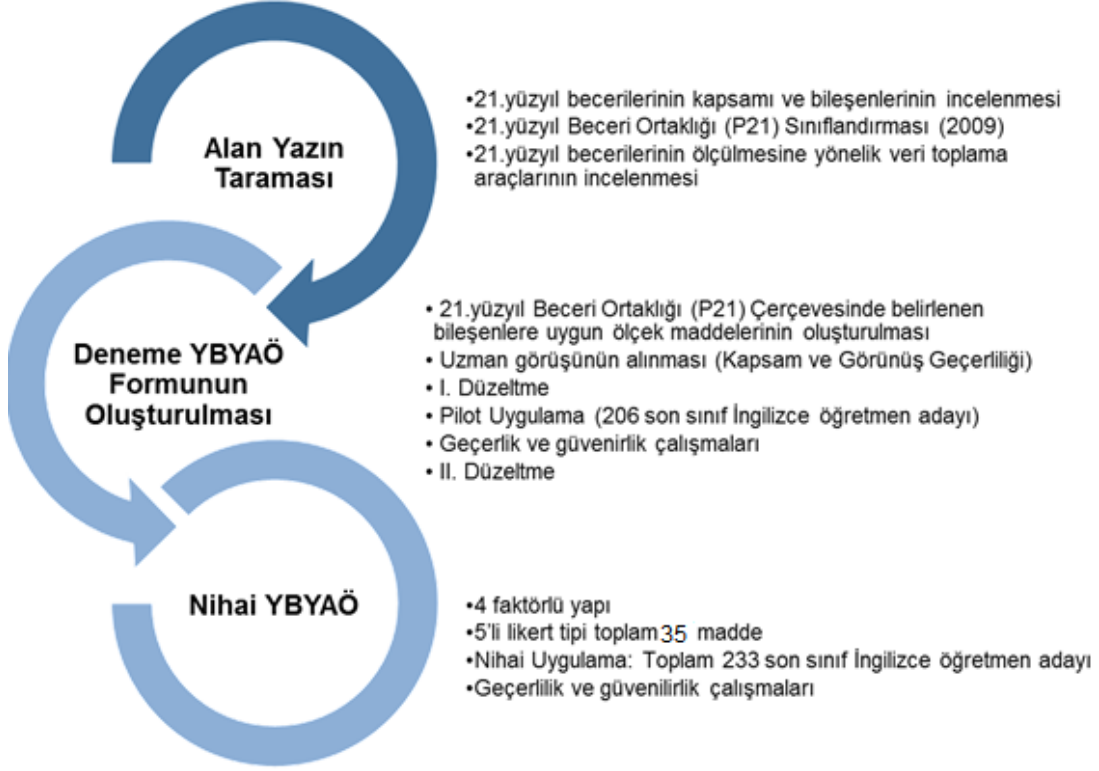 Alan Yazın
Taraması
•21.yüzyıl becerilerinin kapsamı ve bileşenlerinin incelenmesi
•21.yüzyıl Beceri Ortaklığı (P21) Sınıflandırması (2009)
•21.yüzyıl becerilerinin ölçülmesine yönelik veri toplama
araçlarının incelenmesi
Deneme YBYAÖ
Formunun
Oluşturulması
• 21.yüzyıl Beceri Ortaklığı (P21) Çerçevesinde belirlenen
bileşenlere uygun ölçek maddelerinin oluşturulması
• Uzman görüşünün alınması (Kapsam ve Görünüş Geçerliliği)
• I. Düzeltme
• Pilot Uygulama (206 son sınıf İngilizce öğretmen adayı)
• Geçerlik ve güvenirlik çalışmaları
• II. Düzeltme
Nihai YBYAÖ
•4 faktörlü yapı
•5'li likert tipi toplam 35 madde
•Nihai Uygulama: Toplam 233 son sınıf İngilizce öğretmen adayı
•Geçerlilik ve güvenilirlik çalışmaları